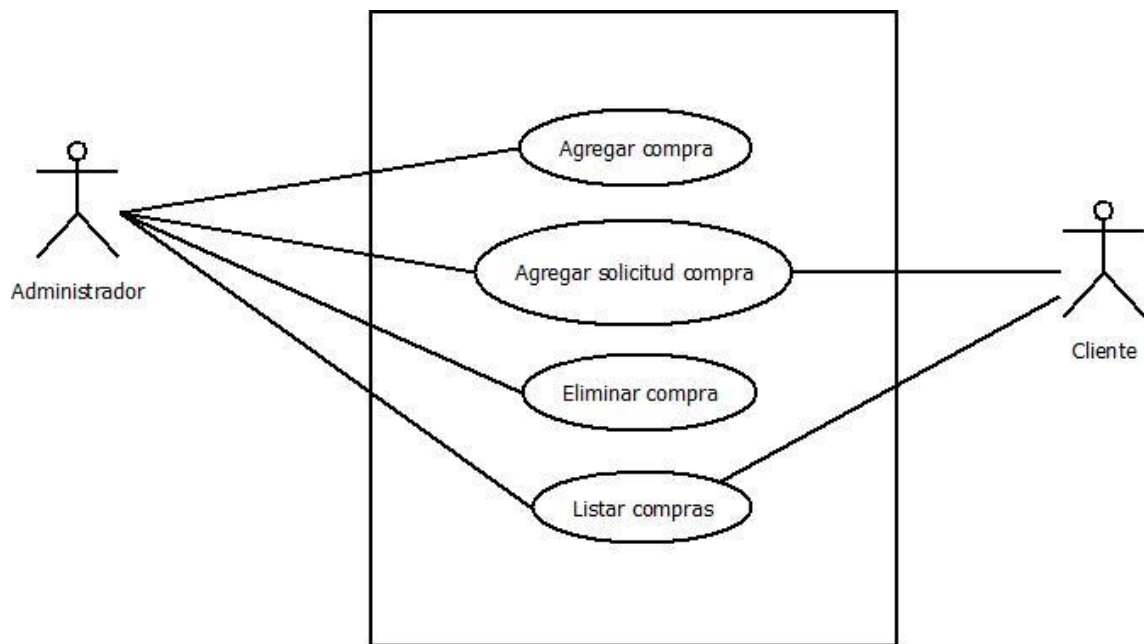 Agregar compra
Administrador
Agregar solicitud compra
Cliente
Eliminar compra
Listar compras